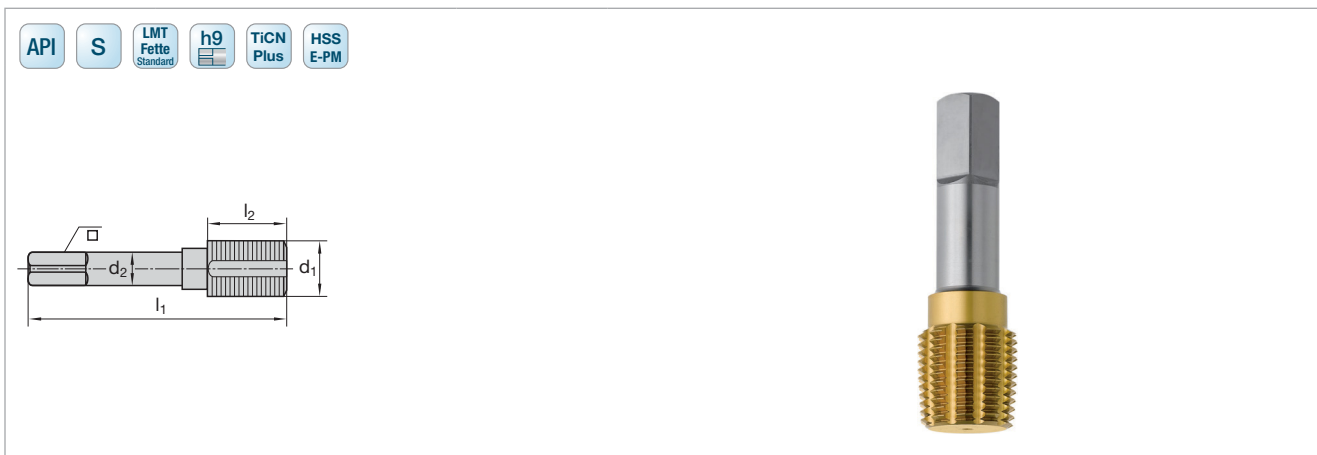 API
S
LMT
Fette
Standard
h9
TiCN
Plus
HSS
E-PM
l₂
d₂
d₁
l₁